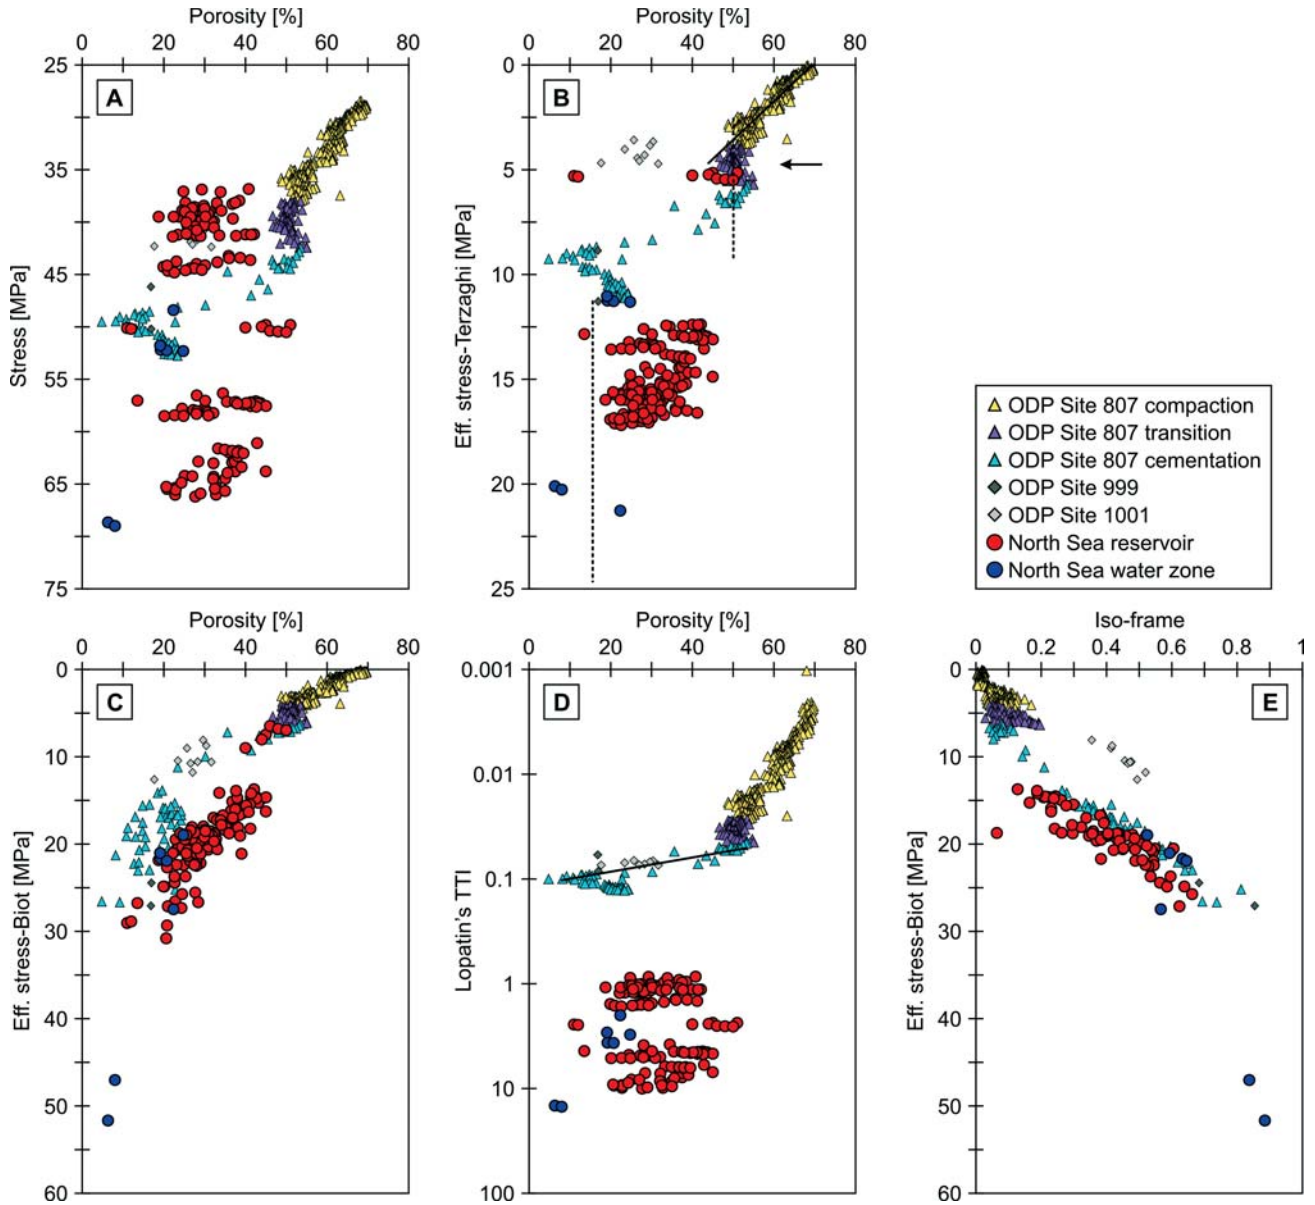 Porosity [%]
0 20 40 60 80
25
35
45
55
65
75
Stress [MPa]
A
Porosity [%]
0 20 40 60 80
0
5
10
15
20
25
Eff. stress-Terzaghi [MPa]
B
ODP Site 807 compaction
ODP Site 807 transition
ODP Site 807 cementation
ODP Site 999
ODP Site 1001
North Sea reservoir
North Sea water zone
Porosity [%]
0 20 40 60 80
0
10
20
30
40
50
60
Eff. stress-Biot [MPa]
C
Porosity [%]
0 20 40 60 80
0.001
0.01
0.1
1
10
100
Lopatin's TTI
D
Iso-frame
0 0.2 0.4 0.6 0.8 1
0
10
20
30
40
50
60
Eff. stress-Biot [MPa]
E